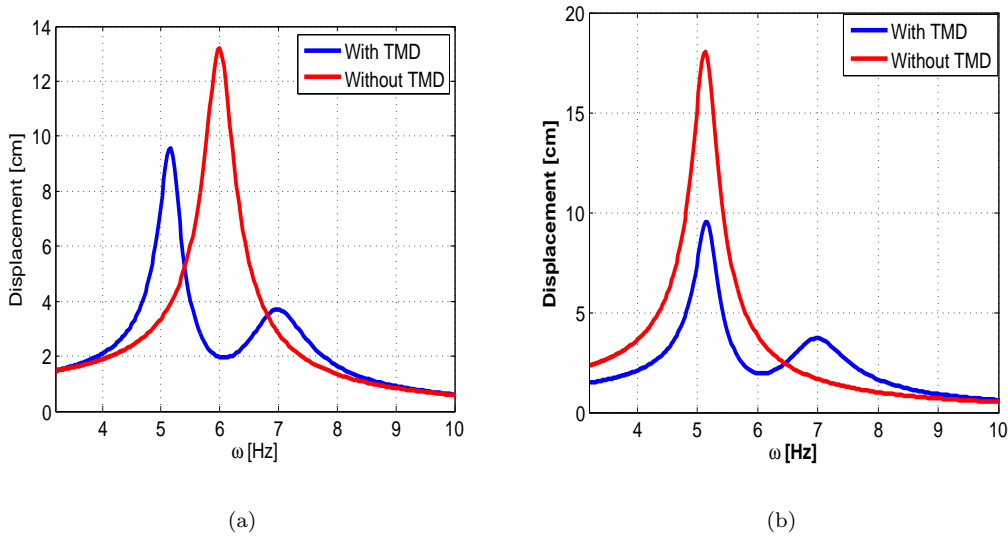 14
12
10
8
6
4
2
0
4 5 6 7 8 9 10
Displacement [cm]
ω [Hz]
With TMD
Without TMD
(a)
20
15
10
5
0
4 5 6 7 8 9 10
Displacement [cm]
ω [Hz]
With TMD
Without TMD
(b)